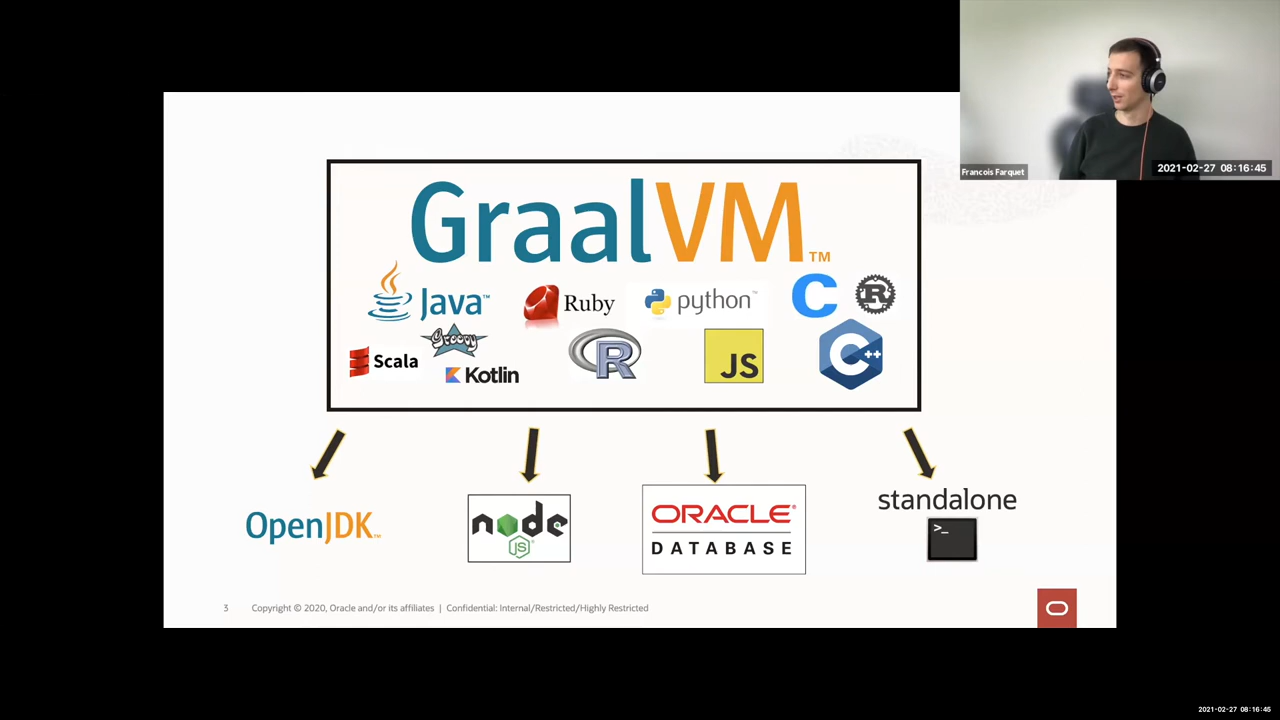 Francois Farquet
2021-02-27 08:16:45
GraalVM™
Java™
Ruby
python™
C
R
Scala
Groovy
Kotlin
R
JS
C++
OpenJDK™
node
JS
ORACLE®
DATABASE
standalone
>_
3 Copyright © 2020, Oracle and/or its affiliates | Confidential: Internal/Restricted/Highly Restricted
2021-02-27 08:16:45